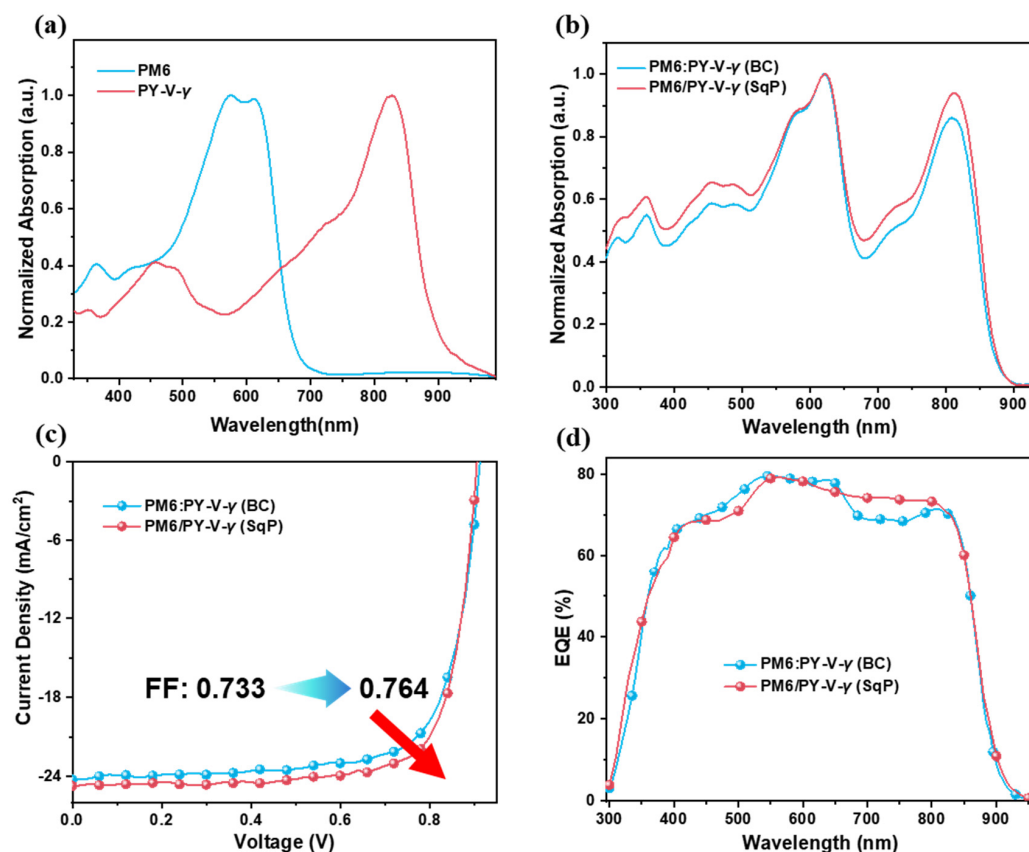 (a)
1.0
0.8
0.6
0.4
0.2
0.0
Normalized Absorption (a.u.)
PM6
PY-V-γ
400 500 600 700 800 900
Wavelength(nm)
(b)
1.0
0.8
0.6
0.4
0.2
0.0
Normalized Absorption (a.u.)
PM6:PY-V-γ (BC)
PM6/PY-V-γ (SqP)
300 400 500 600 700 800 900
Wavelength (nm)
(c)
0
-6
-12
-18
-24
Current Density (mA/cm²)
PM6:PY-V-γ (BC)
PM6/PY-V-γ (SqP)
FF: 0.733 0.764
0.0 0.2 0.4 0.6 0.8
Voltage (V)
(d)
80
60
40
20
0
EQE (%)
PM6:PY-V-γ (BC)
PM6/PY-V-γ (SqP)
300 400 500 600 700 800 900
Wavelength (nm)